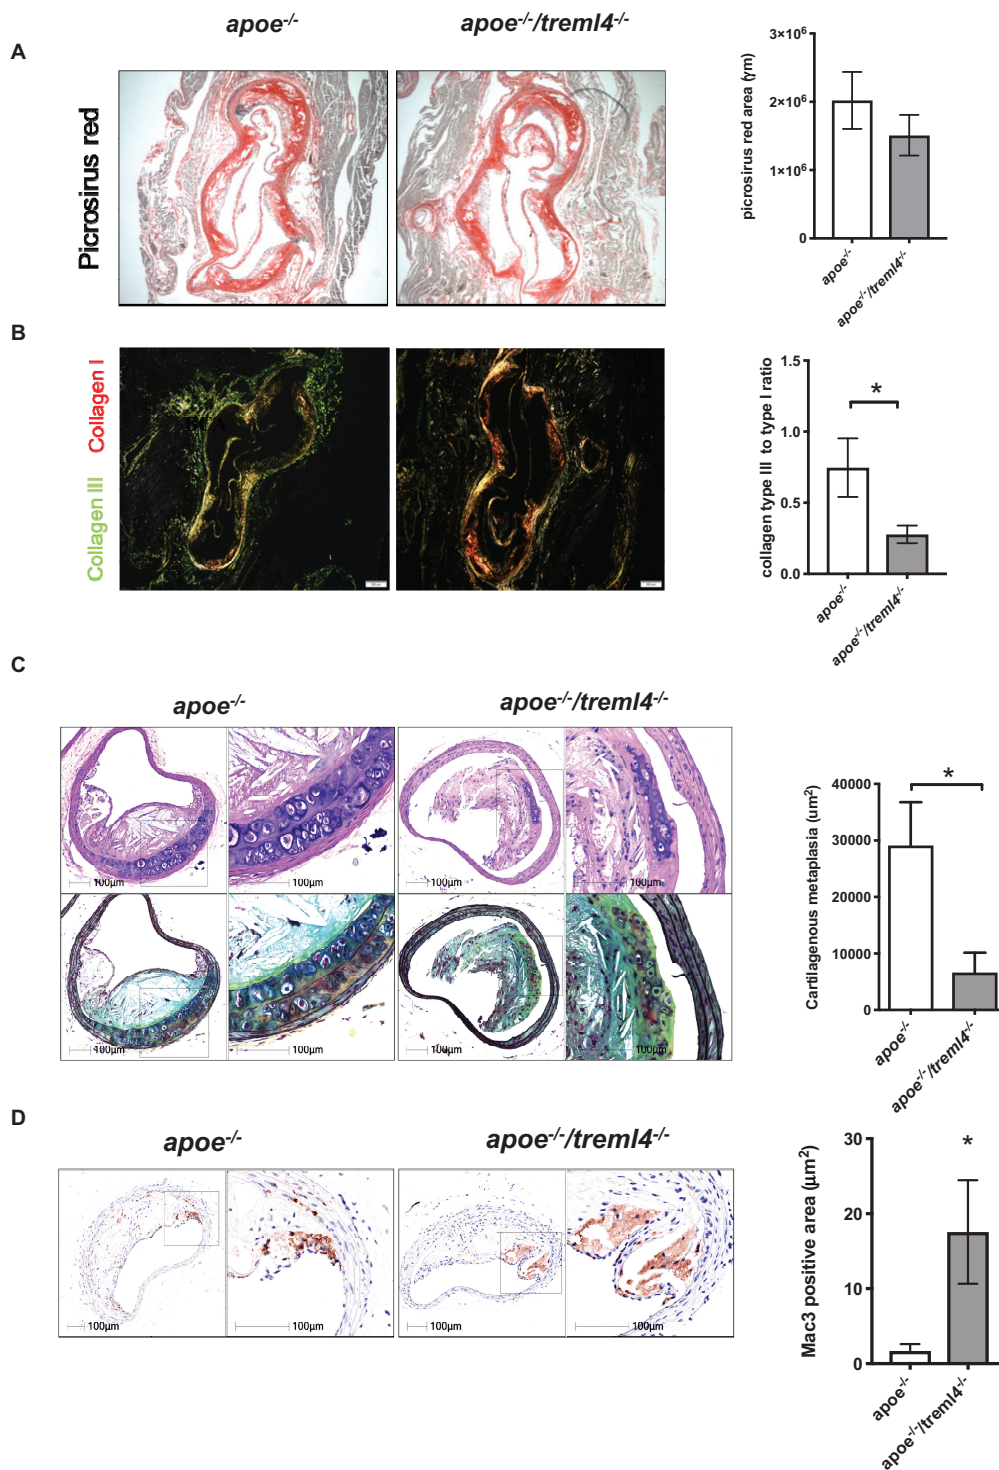 apoe-/-
apoe-/-/treml4-/-
A
Picrosirus red
picrosirus red area (γm)
3×10⁶
2×10⁶
1×10⁶
0
apoe-/-
apoe-/-/treml4-/-
B
Collagen III Collagen I
collagen type III to type I ratio
1.5
1.0
0.5
0.0
*
apoe-/-
apoe-/-/treml4-/-
C
apoe-/-
apoe-/-/treml4-/-
100µm
100µm
100µm
100µm
100µm
100µm
100µm
100µm
Cartilagenous metaplasia (um²)
40000
30000
20000
10000
0
*
apoe-/-
apoe-/-/treml4-/-
D
apoe-/-
apoe-/-/treml4-/-
100µm
100µm
100µm
100µm
Mac3 positive area (µm²)
30
20
10
0
*
apoe-/-
apoe-/-/treml4-/-